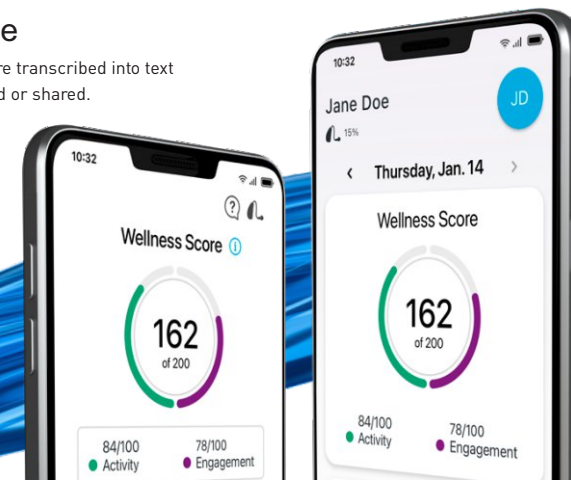 e
re transcribed into text
d or shared.
10:32
Wellness Score
162
of 200
84/100
Activity
78/100
Engagement
10:32
Jane Doe
JD
15%
Thursday, Jan. 14
Wellness Score
162
of 200
84/100
Activity
78/100
Engagement